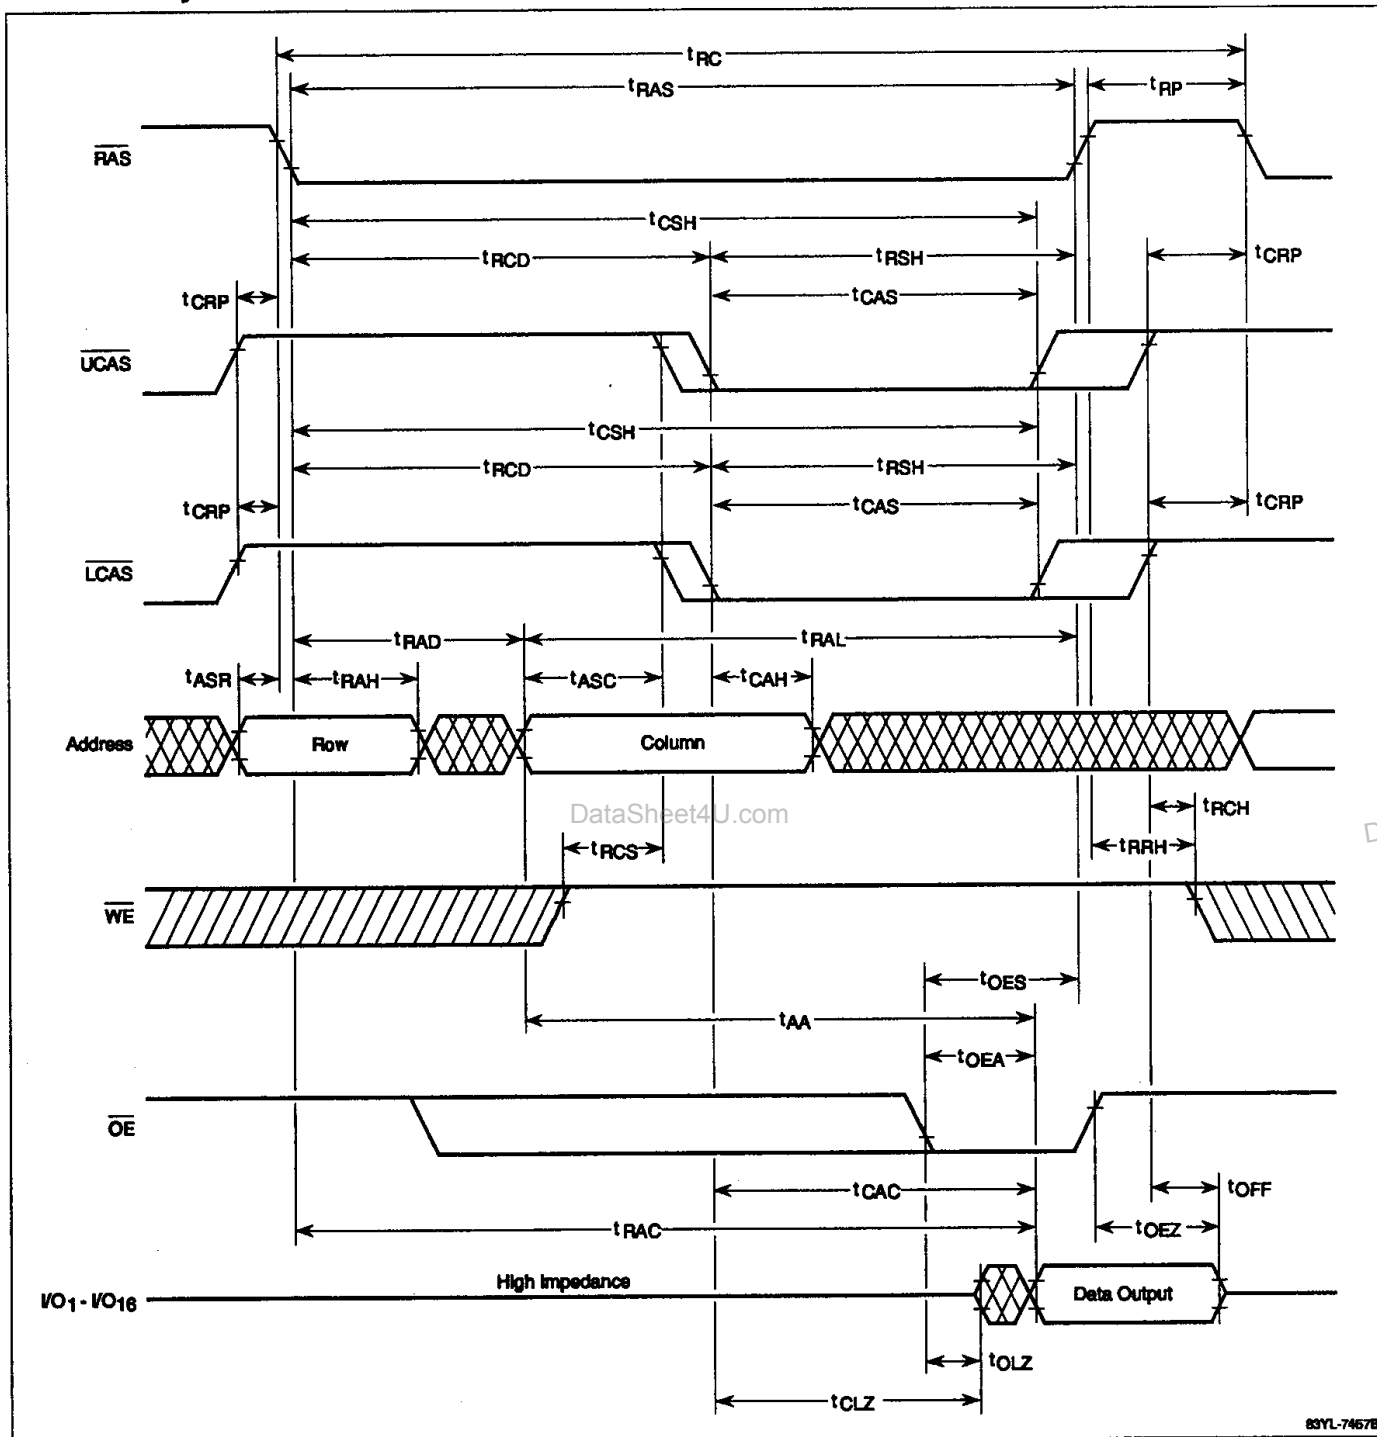 tRC
tRAS
tRP
RAS
tCSH
tRCD
tRSH
tCRP
tCRP
tCAS
UCAS
tCSH
tRCD
tRSH
tCRP
tCAS
tCRP
LCAS
tRAD
tRAL
tASR
tRAH
tASC
tCAH
Address
Row
Column
DataSheet4U.com
tRCH
tRCS
tRRH
WE
tOES
tAA
tOEA
OE
tCAC
tOFF
tRAC
tOEZ
High Impedance
I/O1 - I/O16
Data Output
tOLZ
tCLZ
83YL-7457B